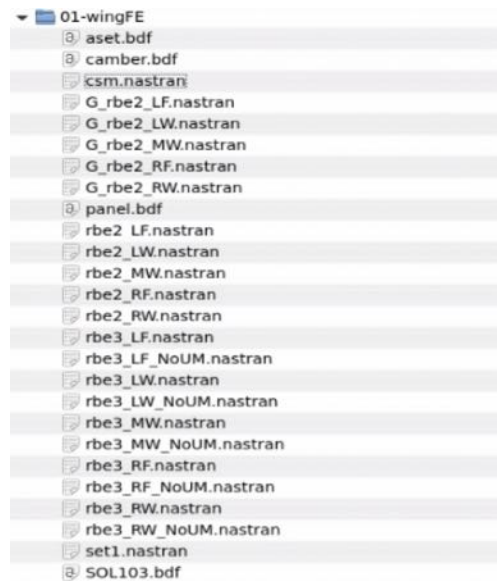 01-wingFE
aset.bdf
camber.bdf
csm.nastran
G_rbe2_LF.nastran
G_rbe2_LW.nastran
G_rbe2_MW.nastran
G_rbe2_RF.nastran
G_rbe2_RW.nastran
panel.bdf
rbe2_LF.nastran
rbe2_LW.nastran
rbe2_MW.nastran
rbe2_RF.nastran
rbe2_RW.nastran
rbe3_LF.nastran
rbe3_LF_NoUM.nastran
rbe3_LW.nastran
rbe3_LW_NoUM.nastran
rbe3_MW.nastran
rbe3_MW_NoUM.nastran
rbe3_RF.nastran
rbe3_RF_NoUM.nastran
rbe3_RW.nastran
rbe3_RW_NoUM.nastran
set1.nastran
SOL103.bdf